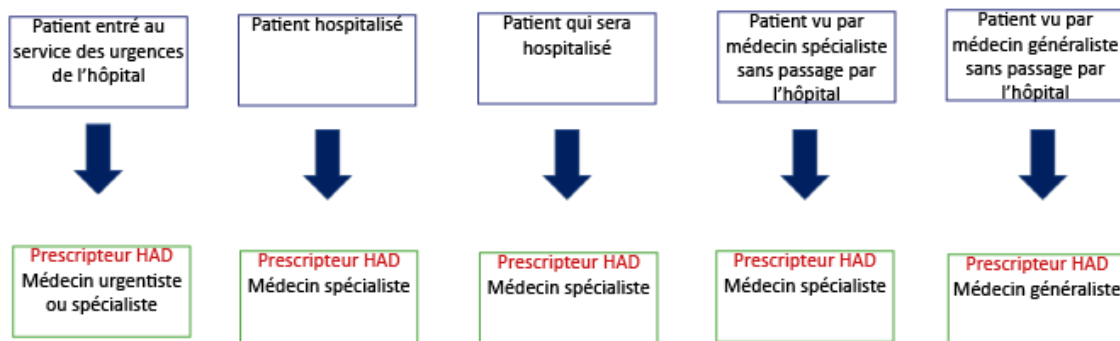 Patient entré au
service des urgences
de l'hôpital
Patient hospitalisé
Patient qui sera
hospitalisé
Patient vu par
médecin spécialiste
sans passage par
l'hôpital
Patient vu par
médecin généraliste
sans passage par
l'hôpital
Prescripteur HAD
Médecin urgentiste
ou spécialiste
Prescripteur HAD
Médecin spécialiste
Prescripteur HAD
Médecin spécialiste
Prescripteur HAD
Médecin spécialiste
Prescripteur HAD
Médecin généraliste